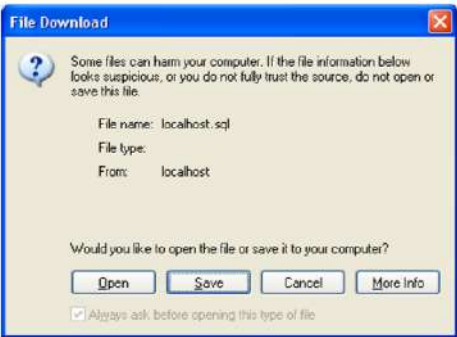 File Download
Some files can harm your computer. If the file information below
looks suspicious, or you do not fully trust the source, do not open or
save this file.
File name: localhost.sql
File type:
From: localhost
Would you like to open the file or save it to your computer?
Open Save Cancel More Info
Always ask before opening this type of file